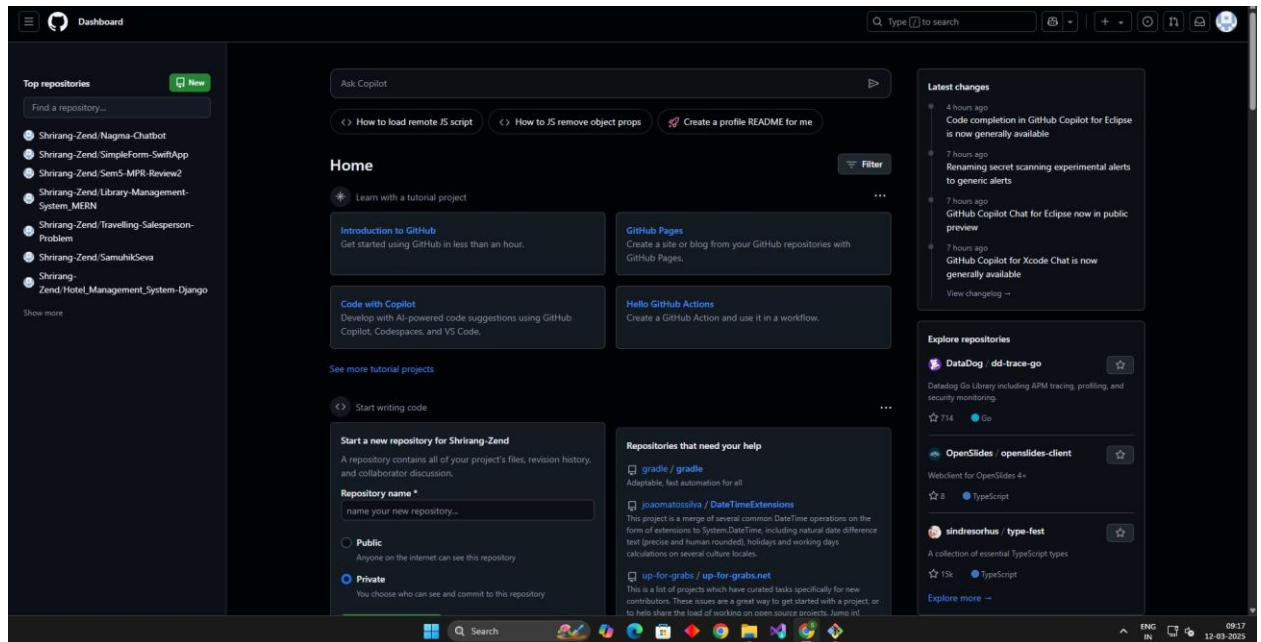 Dashboard
Type / to search
Top repositories
New
Find a repository...
Shrirang-Zend/Nagma-Chatbot
Shrirang-Zend/SimpleForm-SwiftApp
Shrirang-Zend/Sem5-MPR-Review2
Shrirang-Zend/Library-Management-
System_MERN
Shrirang-Zend/Travelling-Salesperson-
Problem
Shrirang-Zend/SamuhikSeva
Shrirang-
Zend/Hotel_Management_System-Django
Show more
Ask Copilot
How to load remote JS script
How to JS remove object props
Create a profile README for me
Home
Filter
Learn with a tutorial project
Introduction to GitHub
Get started using GitHub in less than an hour.
GitHub Pages
Create a site or blog from your GitHub repositories with
GitHub Pages.
Code with Copilot
Develop with AI-powered code suggestions using GitHub
Copilot, Codespaces, and VS Code.
Hello GitHub Actions
Create a GitHub Action and use it in a workflow.
See more tutorial projects
Start writing code
Start a new repository for Shrirang-Zend
A repository contains all of your project's files, revision history,
and collaborator discussion.
Repository name *
name your new repository...
Public
Anyone on the internet can see this repository
Private
You choose who can see and commit to this repository
Repositories that need your help
gradle / gradle
Adaptable, fast automation for all
joaomatossilva / DateTimeExtensions
This project is a merge of several common DateTime operations on the
form of extensions to System.DateTime, including natural date difference
text (precise and human rounded), holidays and working days
calculations on several culture locales.
up-for-grabs / up-for-grabs.net
This is a list of projects which have curated tasks specifically for new
contributors. These issues are a great way to get started with a project, or
to help share the load of working on open source projects. Jump in!
Latest changes
4 hours ago
Code completion in GitHub Copilot for Eclipse
is now generally available
7 hours ago
Renaming secret scanning experimental alerts
to generic alerts
7 hours ago
GitHub Copilot Chat for Eclipse now in public
preview
7 hours ago
GitHub Copilot for Xcode Chat is now
generally available
View changelog →
Explore repositories
DataDog / dd-trace-go
Datadog Go Library including APM tracing, profiling, and
security monitoring.
714 Go
OpenSlides / openslides-client
Webclient for OpenSlides 4+
8 TypeScript
sindresorhus / type-fest
A collection of essential TypeScript types
15k TypeScript
Explore more →
Search
ENG
IN
09:17
12-03-2025